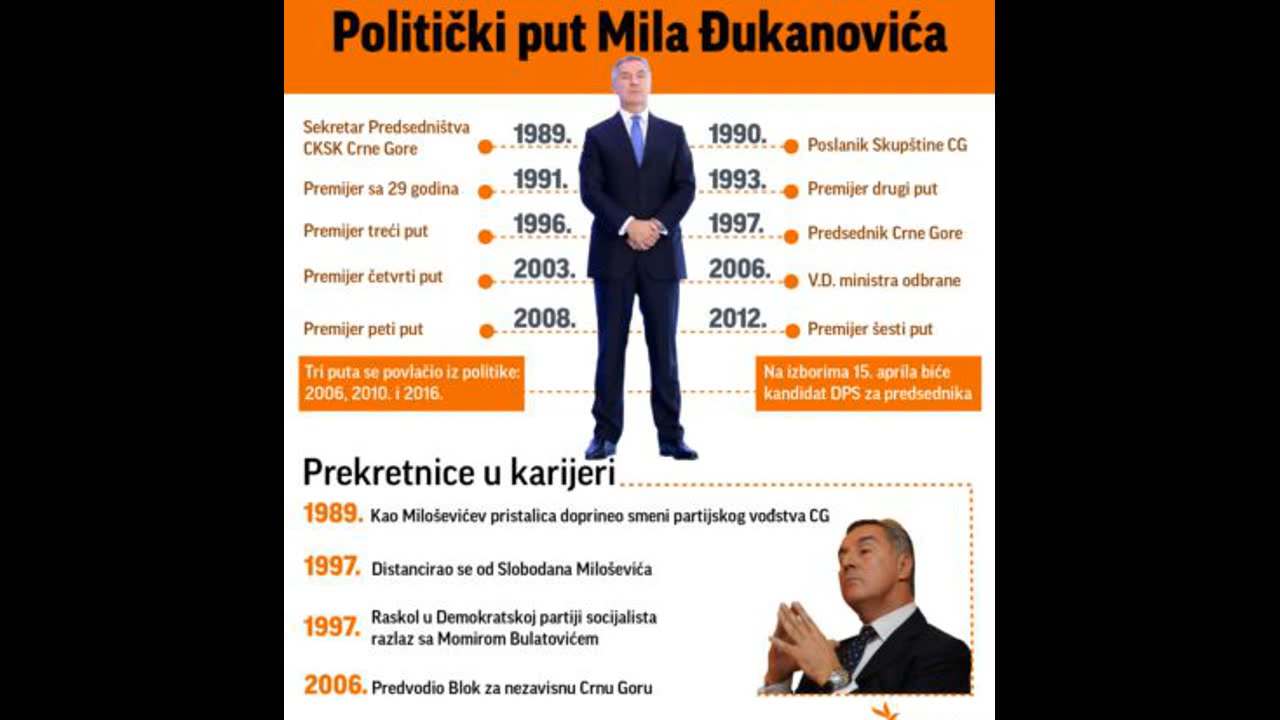 Politički put Mila Đukanovića
Sekretar Predsedništva
CKSK Crne Gore
1989.
1990.
Poslanik Skupštine CG
Premijer sa 29 godina
1991.
1993.
Premijer drugi put
Premijer treći put
1996.
1997.
Predsednik Crne Gore
Premijer četvrti put
2003.
2006.
V.D. ministra odbrane
Premijer peti put
2008.
2012.
Premijer šesti put
Tri puta se povlačio iz politike:
2006, 2010. i 2016.
Na izborima 15. aprila biće
kandidat DPS za predsednika
Prekretnice u karijeri
1989. Kao Miloševićev pristalica doprineo smeni partijskog vođstva CG
1997. Distancirao se od Slobodana Miloševića
1997. Raskol u Demokratskoj partiji socijalista
razlaz sa Momirom Bulatovićem
2006. Predvodio Blok za nezavisnu Crnu Goru